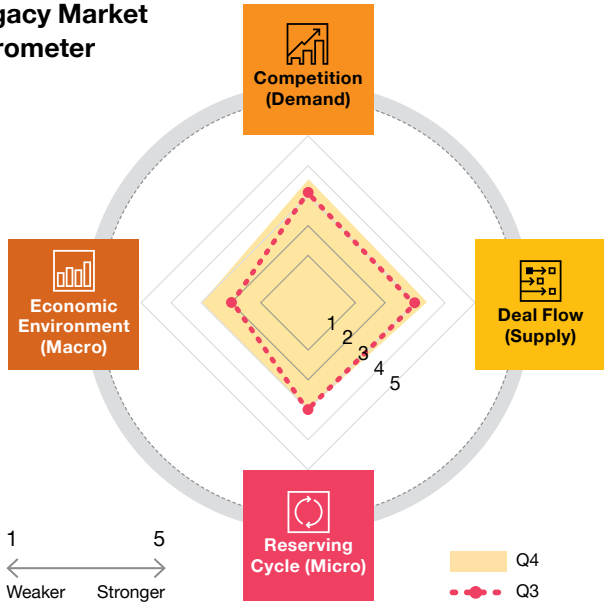 gacy Market
rometer
Competition
(Demand)
Economic
Environment
(Macro)
Deal Flow
(Supply)
1
2
3
4
5
Reserving
Cycle (Micro)
1 5
Weaker Stronger
Q4
Q3